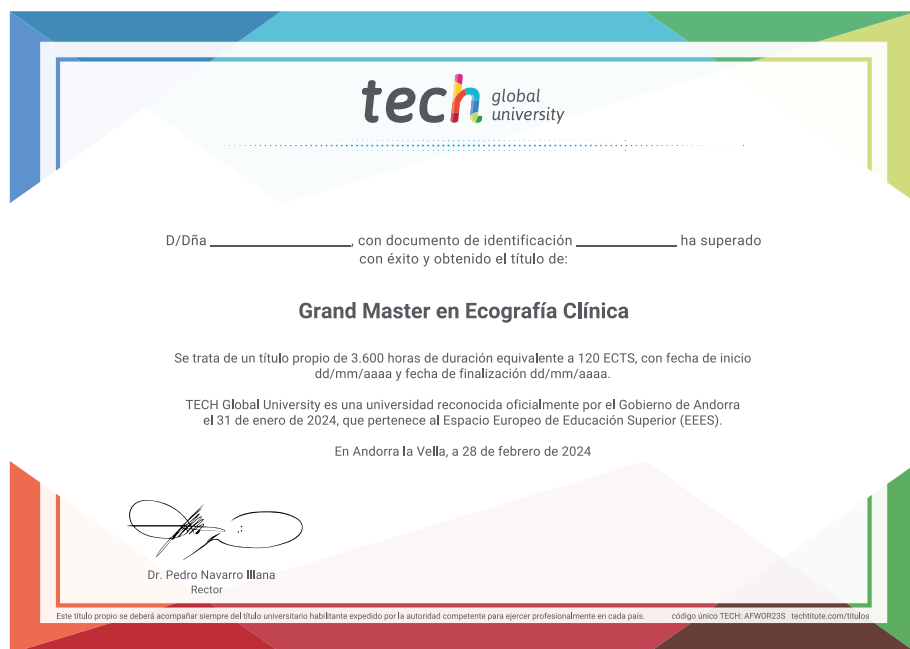 tech global university
D/Dña ______________, con documento de identificación __________ ha superado
con éxito y obtenido el título de:
Grand Master en Ecografía Clínica
Se trata de un título propio de 3.600 horas de duración equivalente a 120 ECTS, con fecha de inicio
dd/mm/aaaa y fecha de finalización dd/mm/aaaa.
TECH Global University es una universidad reconocida oficialmente por el Gobierno de Andorra
el 31 de enero de 2024, que pertenece al Espacio Europeo de Educación Superior (EEES).
En Andorra la Vella, a 28 de febrero de 2024
Dr. Pedro Navarro Illana
Rector
Este título propio se deberá acompañar siempre del título universitario habilitante expedido por la autoridad competente para ejercer profesionalmente en cada país. código único TECH: AFWOR23S techtitute.com/titulos